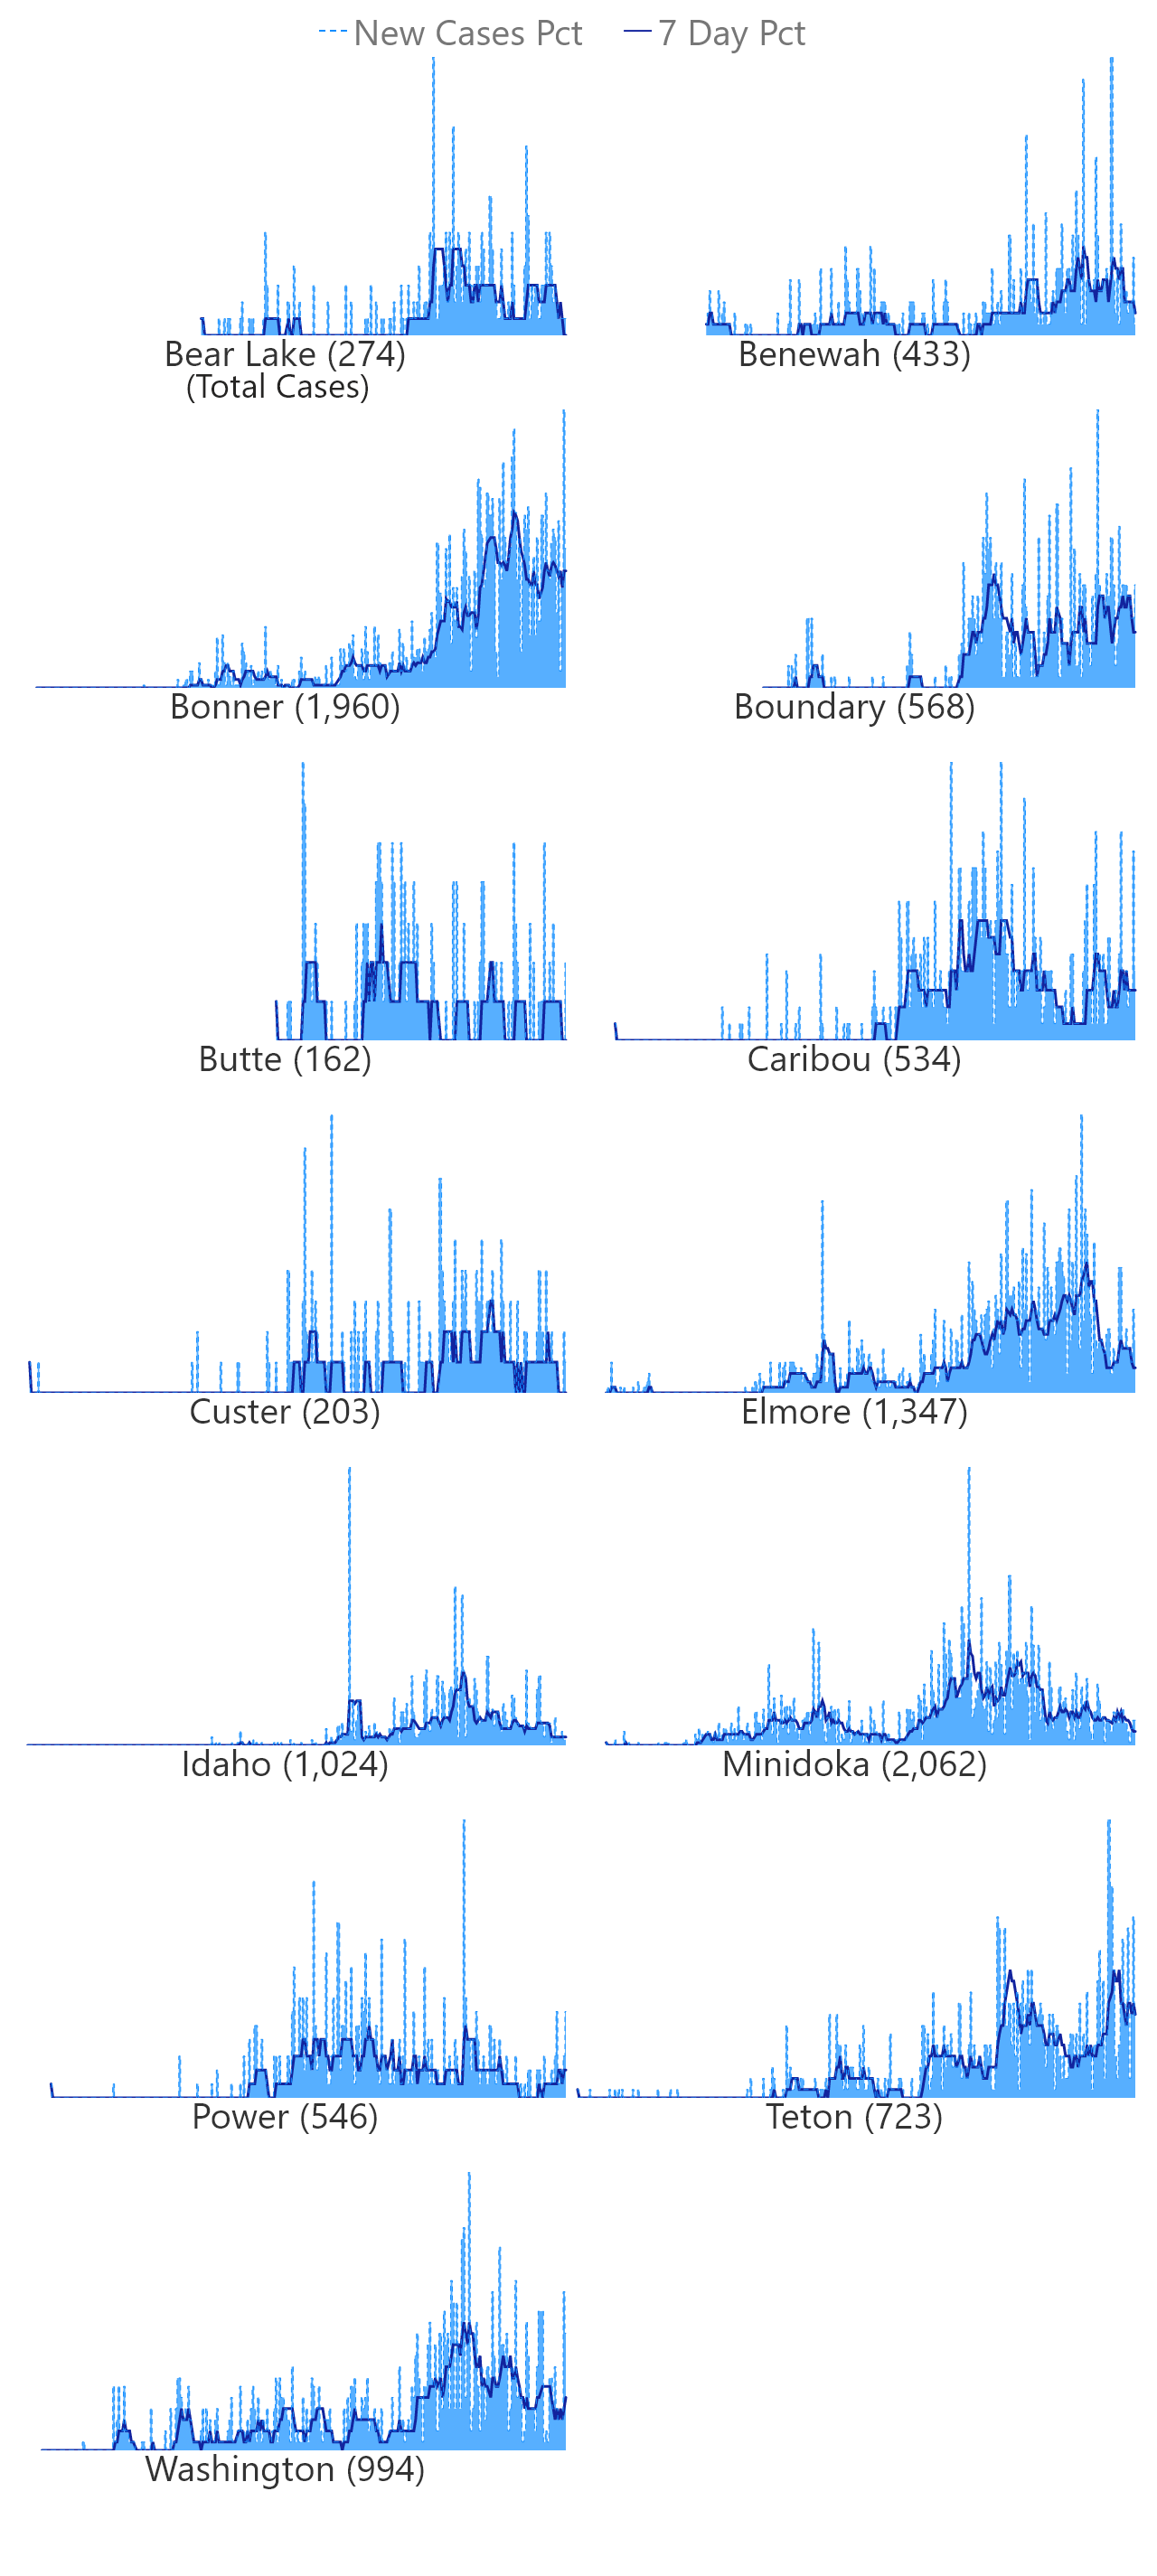 New Cases Pct 7 Day Pct
Bear Lake (274)
(Total Cases)
Benewah (433)
Bonner (1,960)
Boundary (568)
Butte (162)
Caribou (534)
Custer (203)
Elmore (1,347)
Idaho (1,024)
Minidoka (2,062)
Power (546)
Teton (723)
Washington (994)